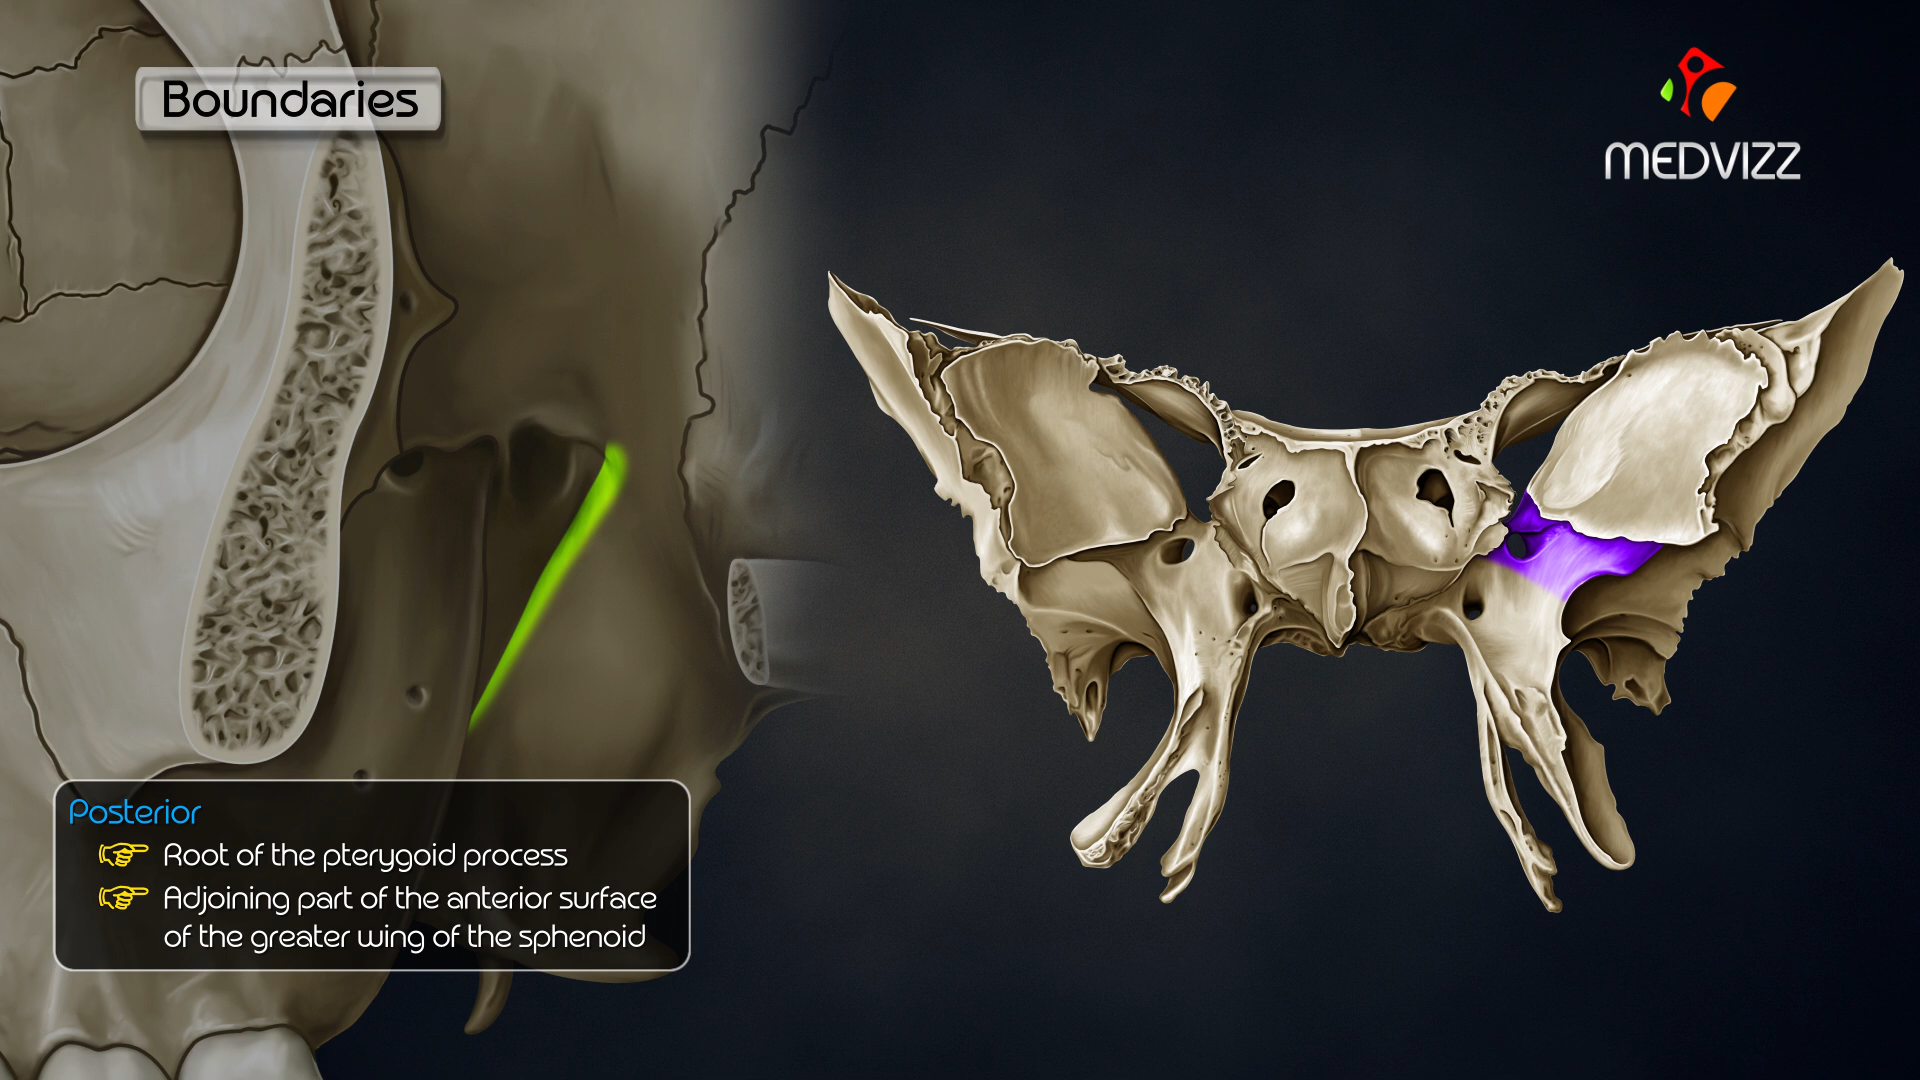 Boundaries
MEDVIZZ
Posterior
Root of the pterygoid process
Adjoining part of the anterior surface
of the greater wing of the sphenoid